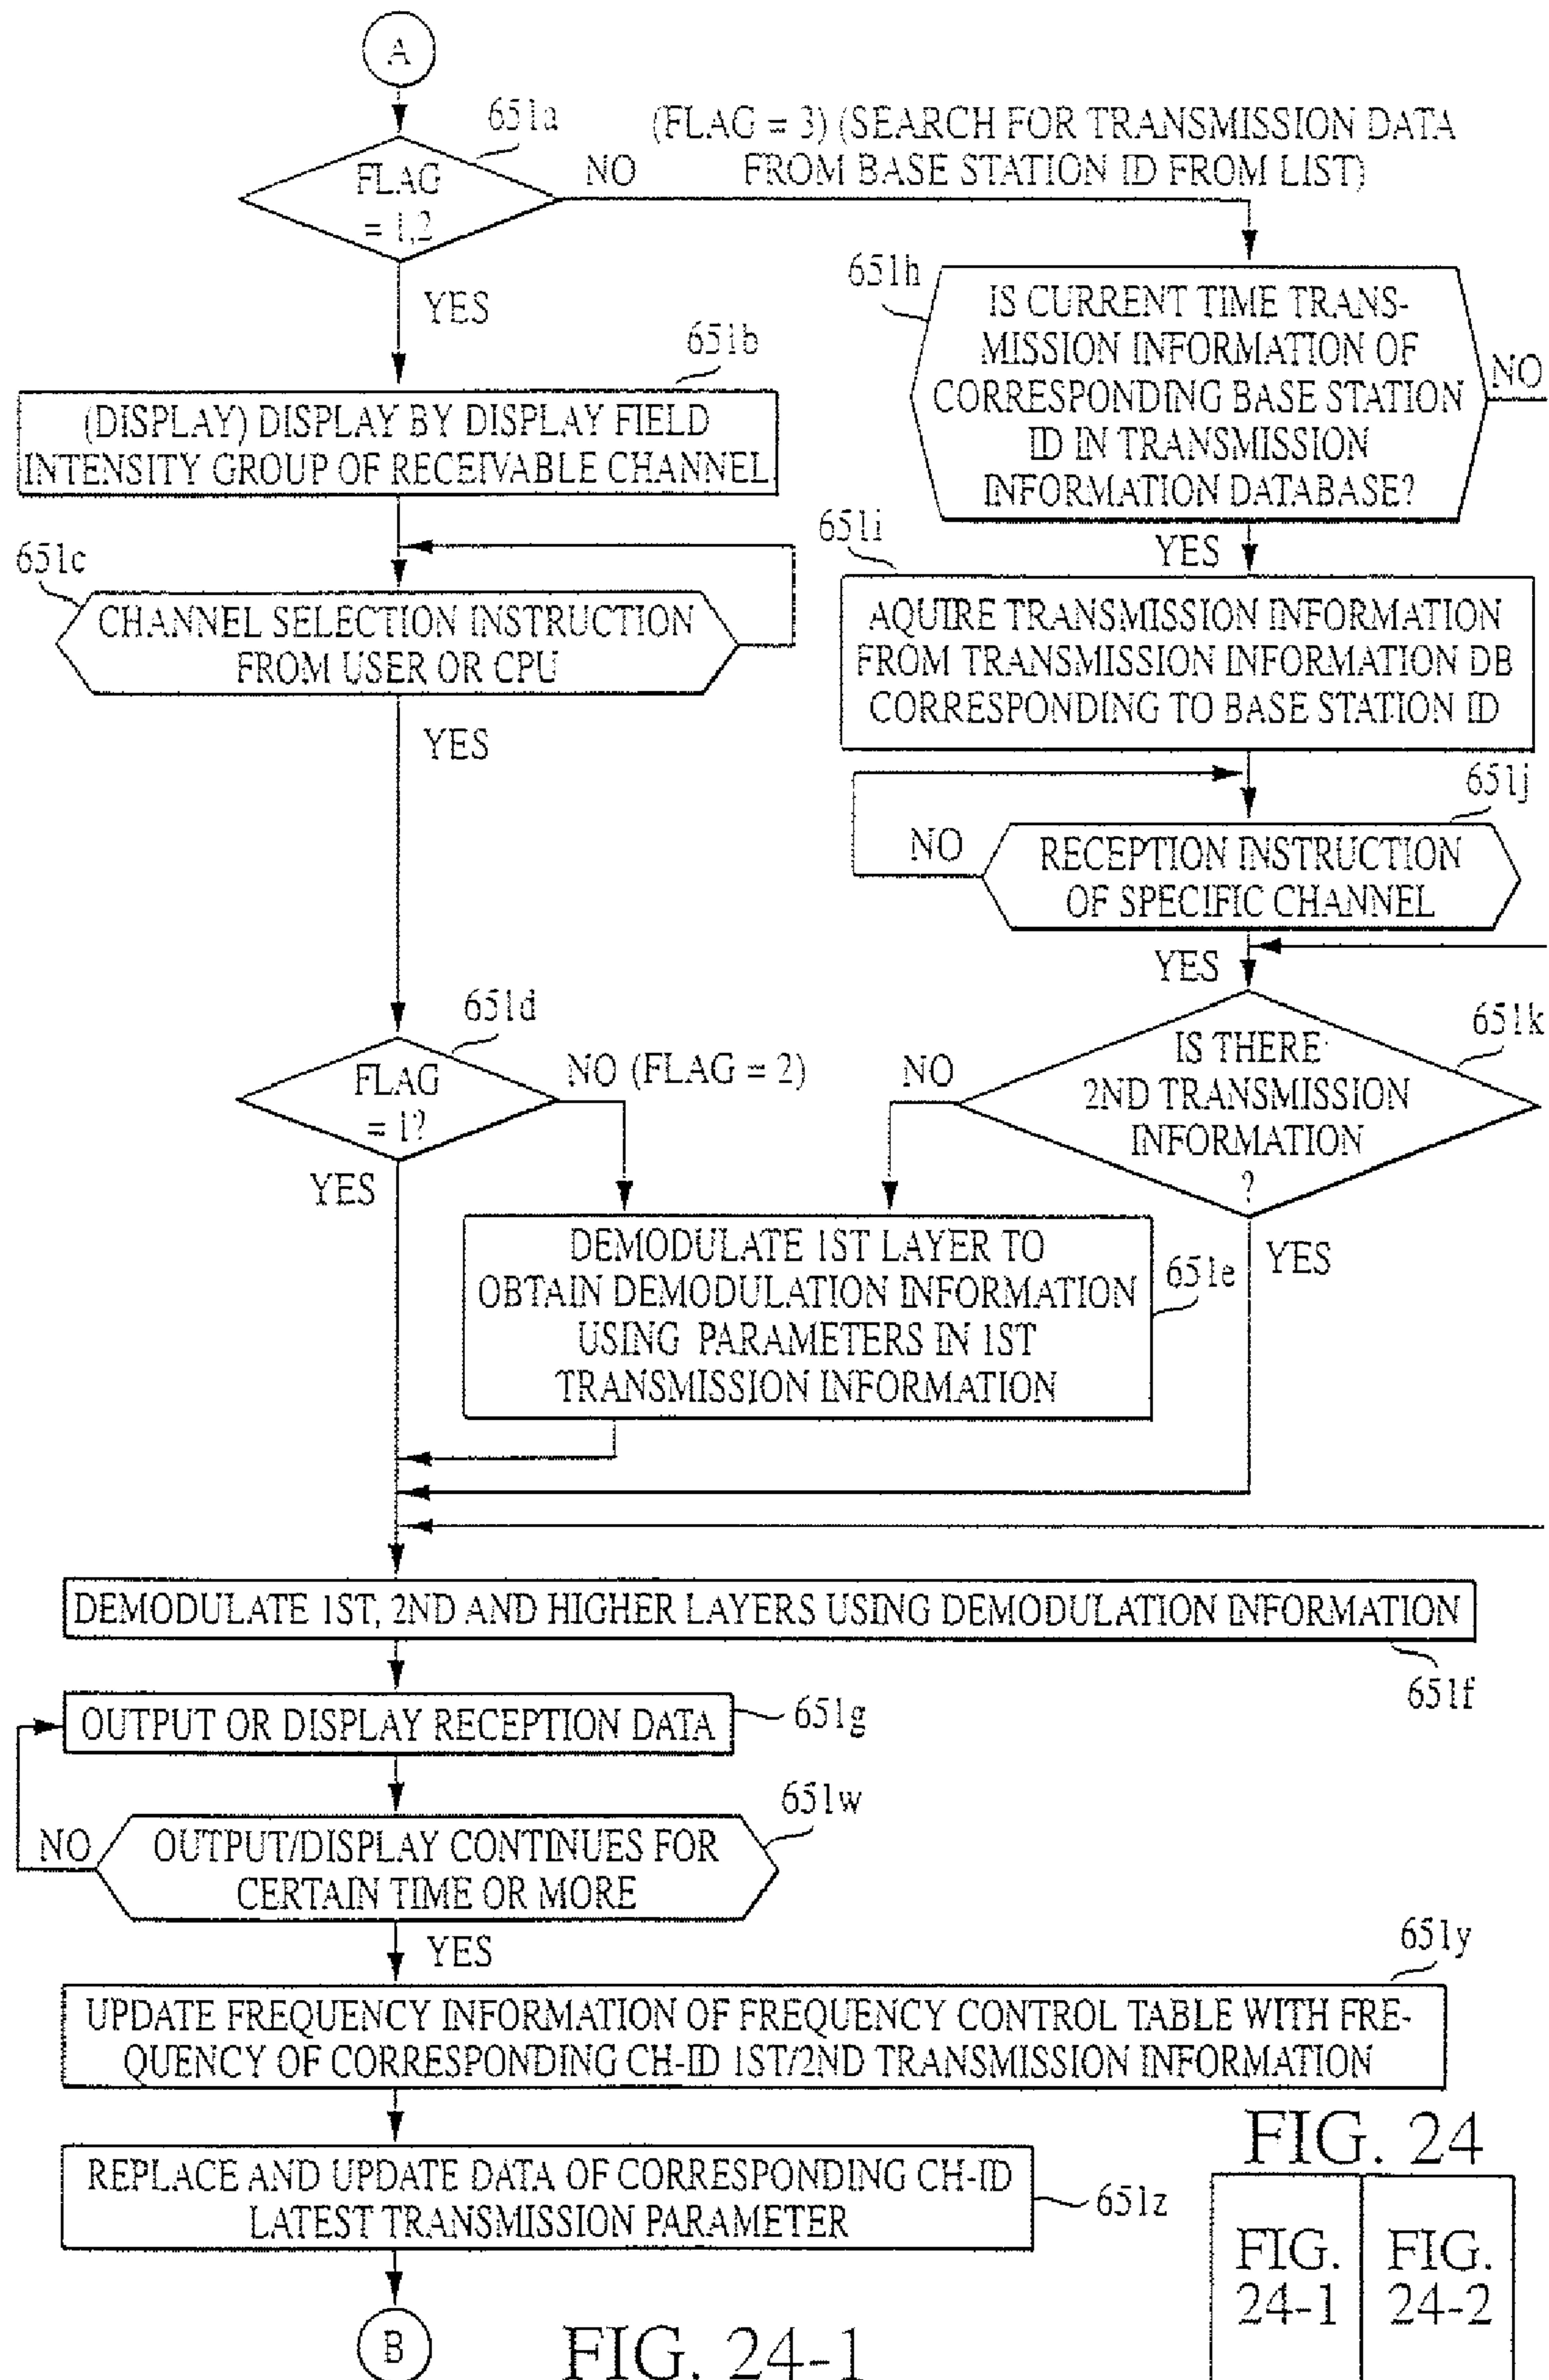 A
651a
FLAG
= 1,2
NO
(FLAG = 3) (SEARCH FOR TRANSMISSION DATA
FROM BASE STATION ID FROM LIST)
YES
651b
(DISPLAY) DISPLAY BY DISPLAY FIELD
INTENSITY GROUP OF RECEIVABLE CHANNEL
651c
CHANNEL SELECTION INSTRUCTION
FROM USER OR CPU
YES
651h
IS CURRENT TIME TRANS-
MISSION INFORMATION OF
CORRESPONDING BASE STATION
ID IN TRANSMISSION
INFORMATION DATABASE?
NO
YES
651i
AQUIRE TRANSMISSION INFORMATION
FROM TRANSMISSION INFORMATION DB
CORRESPONDING TO BASE STATION ID
651j
NO
RECEPTION INSTRUCTION
OF SPECIFIC CHANNEL
YES
651d
FLAG
= 1?
NO (FLAG = 2)
YES
NO
651k
IS THERE
2ND TRANSMISSION
INFORMATION
?
YES
DEMODULATE 1ST LAYER TO
OBTAIN DEMODULATION INFORMATION
USING PARAMETERS IN 1ST
TRANSMISSION INFORMATION
651e
DEMODULATE 1ST, 2ND AND HIGHER LAYERS USING DEMODULATION INFORMATION
651f
OUTPUT OR DISPLAY RECEPTION DATA
651g
651w
NO
OUTPUT/DISPLAY CONTINUES FOR
CERTAIN TIME OR MORE
YES
651y
UPDATE FREQUENCY INFORMATION OF FREQUENCY CONTROL TABLE WITH FRE-
QUENCY OF CORRESPONDING CH-ID 1ST/2ND TRANSMISSION INFORMATION
REPLACE AND UPDATE DATA OF CORRESPONDING CH-ID
LATEST TRANSMISSION PARAMETER
651z
B
FIG. 24-1
FIG. 24
FIG.
24-1
FIG.
24-2